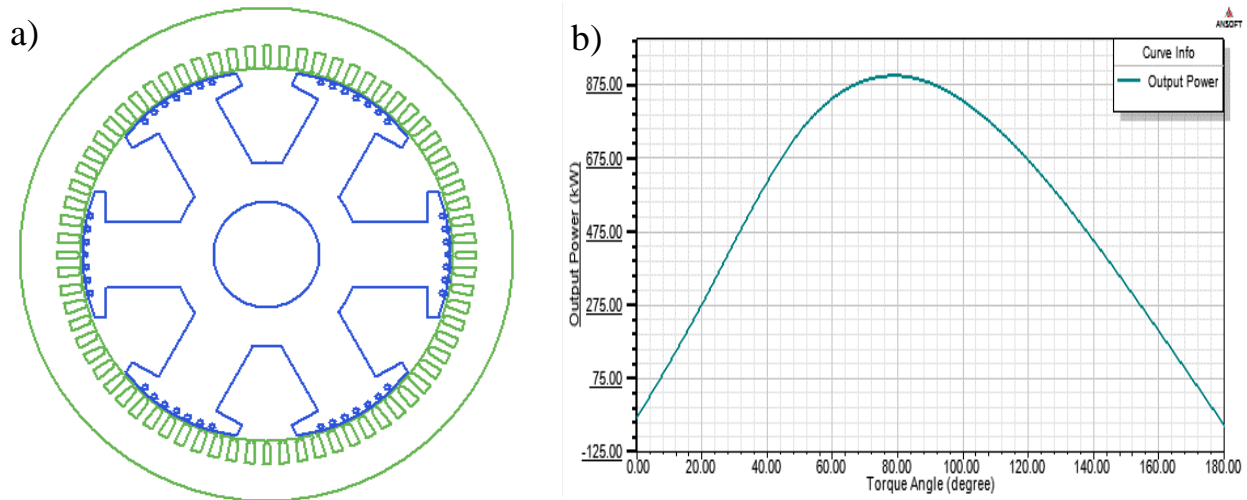 a)
b)
ANSOFT
Curve Info
Output Power
875.00
675.00
475.00
275.00
75.00
-125.00
Output Power (kW)
0.00 20.00 40.00 60.00 80.00 100.00 120.00 140.00 160.00 180.00
Torque Angle (degree)